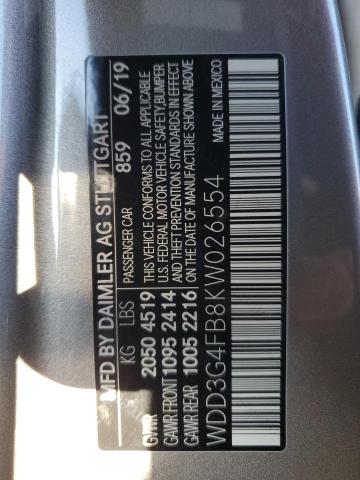 MFD BY DAIMLER AG STUTTGART
KG LBS PASSENGER CAR 859 06/19
GVWR 2050 4519 THIS VEHICLE CONFORMS TO ALL APPLICABLE
U.S. FEDERAL MOTOR VEHICLE SAFETY,BUMPER
GAWR FRONT 1095 2414 AND THEFT PREVENTION STANDARDS IN EFFECT
GAWR REAR 1005 2216 ON THE DATE OF MANUFACTURE SHOWN ABOVE
WDD3G4FB8KW026554 MADE IN MEXICO